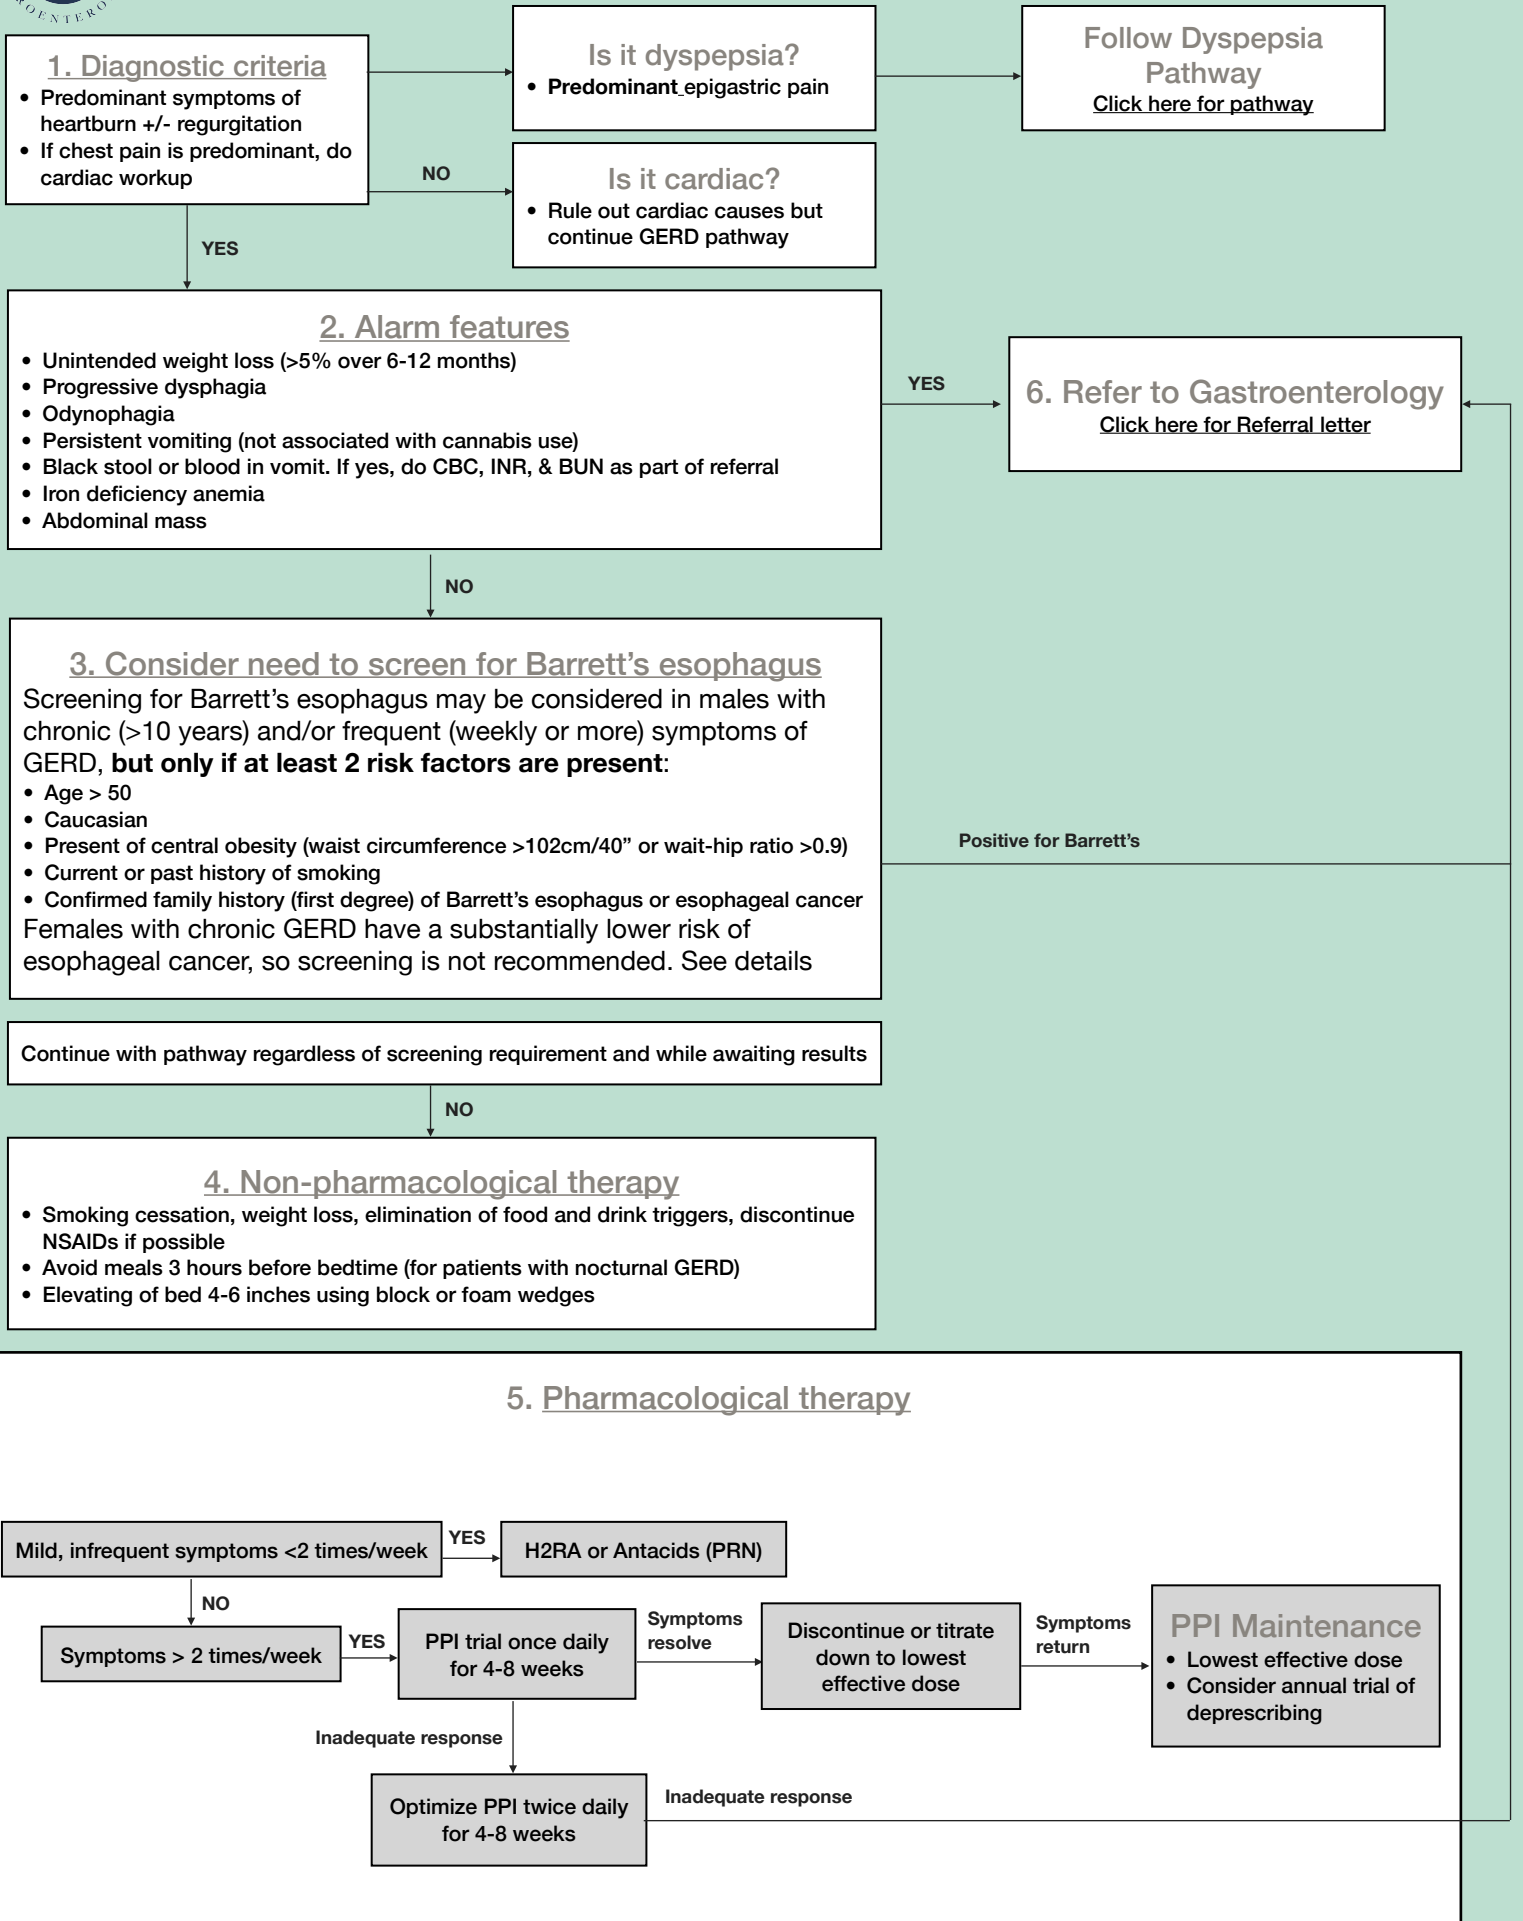 ROENTERO
1. Diagnostic criteria
• Predominant symptoms of
heartburn +/- regurgitation
• If chest pain is predominant, do
cardiac workup
Is it dyspepsia?
• Predominant epigastric pain
Follow Dyspepsia
Pathway
Click here for pathway
NO
Is it cardiac?
• Rule out cardiac causes but
continue GERD pathway
YES
2. Alarm features
• Unintended weight loss (>5% over 6-12 months)
• Progressive dysphagia
• Odynophagia
• Persistent vomiting (not associated with cannabis use)
• Black stool or blood in vomit. If yes, do CBC, INR, & BUN as part of referral
• Iron deficiency anemia
• Abdominal mass
YES
6. Refer to Gastroenterology
Click here for Referral letter
NO
3. Consider need to screen for Barrett’s esophagus
Screening for Barrett’s esophagus may be considered in males with
chronic (>10 years) and/or frequent (weekly or more) symptoms of
GERD, but only if at least 2 risk factors are present:
• Age > 50
• Caucasian
• Present of central obesity (waist circumference >102cm/40” or wait-hip ratio >0.9)
• Current or past history of smoking
• Confirmed family history (first degree) of Barrett’s esophagus or esophageal cancer
Females with chronic GERD have a substantially lower risk of
esophageal cancer, so screening is not recommended. See details
Positive for Barrett’s
Continue with pathway regardless of screening requirement and while awaiting results
NO
4. Non-pharmacological therapy
• Smoking cessation, weight loss, elimination of food and drink triggers, discontinue
NSAIDs if possible
• Avoid meals 3 hours before bedtime (for patients with nocturnal GERD)
• Elevating of bed 4-6 inches using block or foam wedges
5. Pharmacological therapy
Mild, infrequent symptoms <2 times/week
YES
H2RA or Antacids (PRN)
NO
Symptoms > 2 times/week
YES
PPI trial once daily
for 4-8 weeks
Symptoms
resolve
Discontinue or titrate
down to lowest
effective dose
Symptoms
return
PPI Maintenance
• Lowest effective dose
• Consider annual trial of
deprescribing
Inadequate response
Optimize PPI twice daily
for 4-8 weeks
Inadequate response